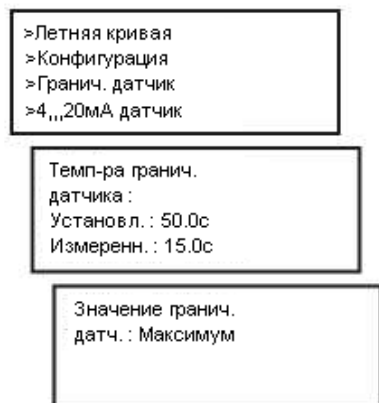 >Летняя кривая
>Конфигурация
>Гранич. датчик
>4,,,20мА датчик
Темп-ра гранич.
датчика :
Установл. : 50.0с
Измеренн. : 15.0с
Значение гранич.
датч. : Максимум